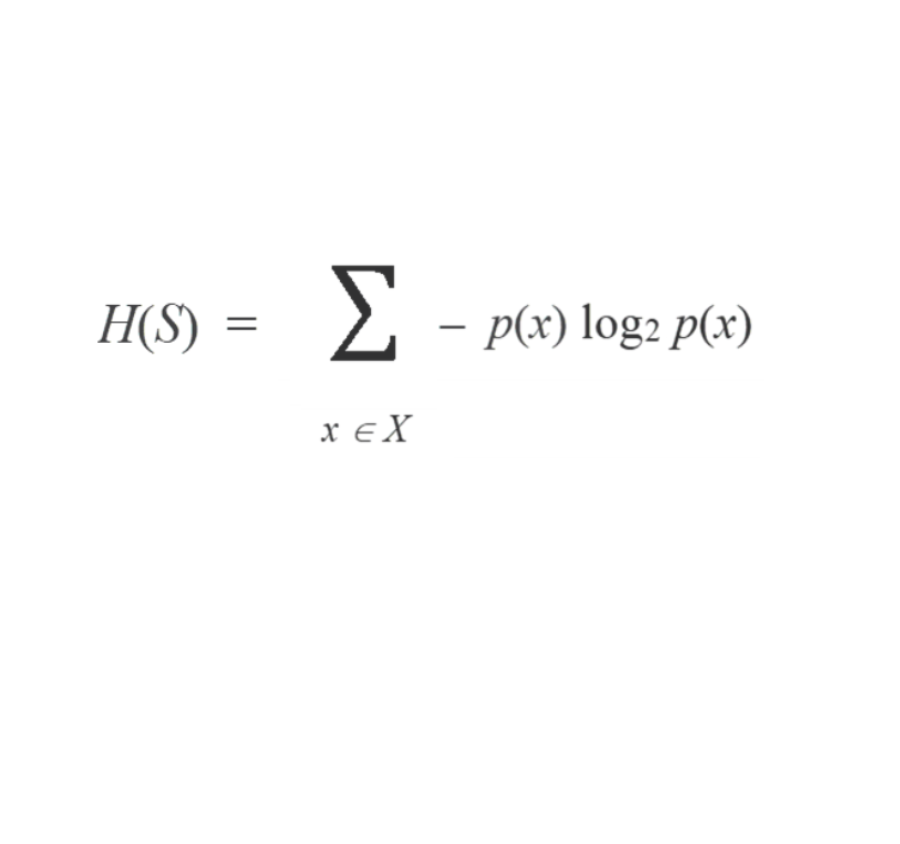 H(S) = ∑ – p(x) log₂ p(x)
x ∈ X